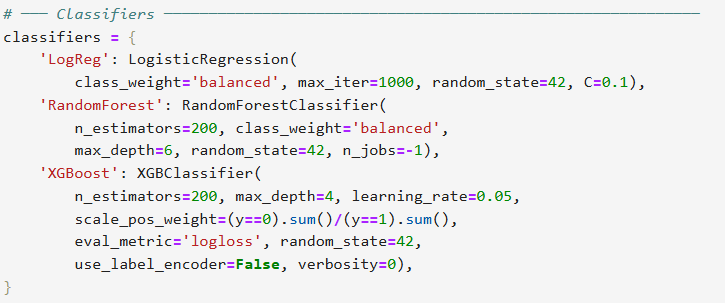 # ── Classifiers ──────────────────────────────────────────────
classifiers = {
    'LogReg': LogisticRegression(
        class_weight='balanced', max_iter=1000, random_state=42, C=0.1),
    'RandomForest': RandomForestClassifier(
        n_estimators=200, class_weight='balanced',
        max_depth=6, random_state=42, n_jobs=-1),
    'XGBoost': XGBClassifier(
        n_estimators=200, max_depth=4, learning_rate=0.05,
        scale_pos_weight=(y==0).sum()/(y==1).sum(),
        eval_metric='logloss', random_state=42,
        use_label_encoder=False, verbosity=0),
}